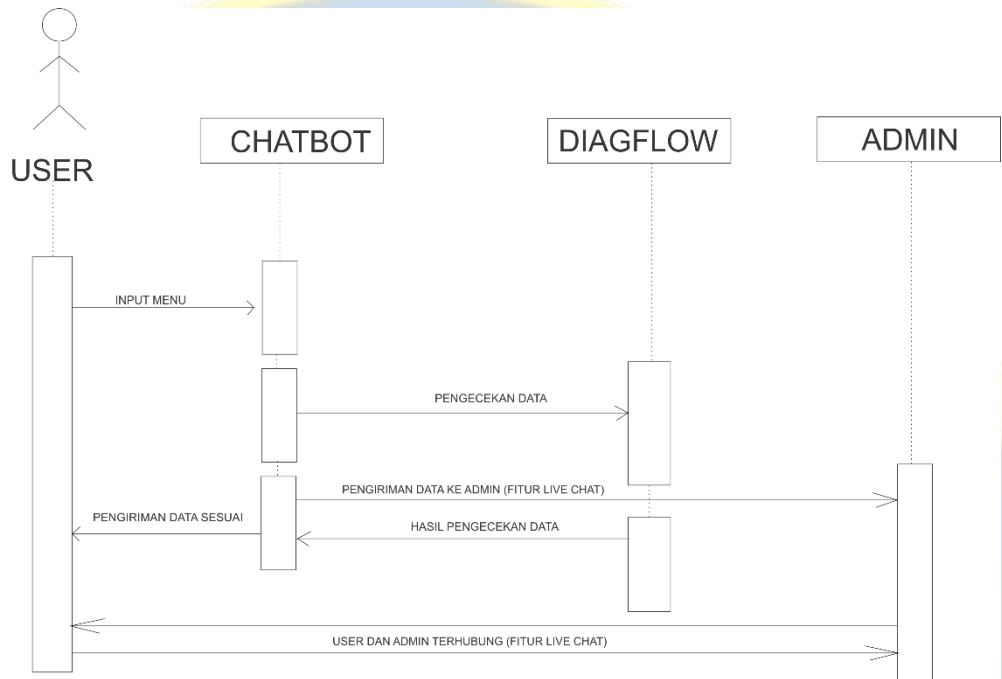 USER
CHATBOT
DIAGFLOW
ADMIN
INPUT MENU
PENGECEKAN DATA
PENGIRIMAN DATA KE ADMIN (FITUR LIVE CHAT)
PENGIRIMAN DATA SESUAI
HASIL PENGECEKAN DATA
USER DAN ADMIN TERHUBUNG (FITUR LIVE CHAT)